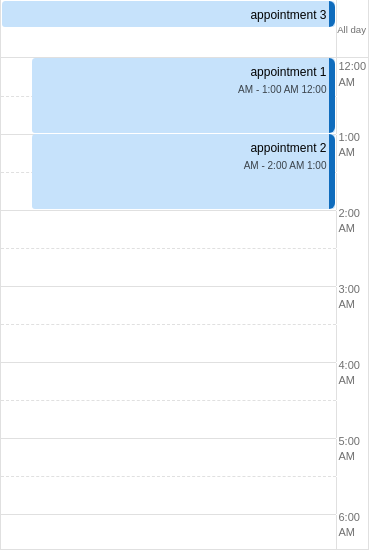 appointment 3
All day
12:00
AM
appointment 1
AM - 1:00 AM 12:00
1:00
AM
appointment 2
AM - 2:00 AM 1:00
2:00
AM
3:00
AM
4:00
AM
5:00
AM
6:00
AM